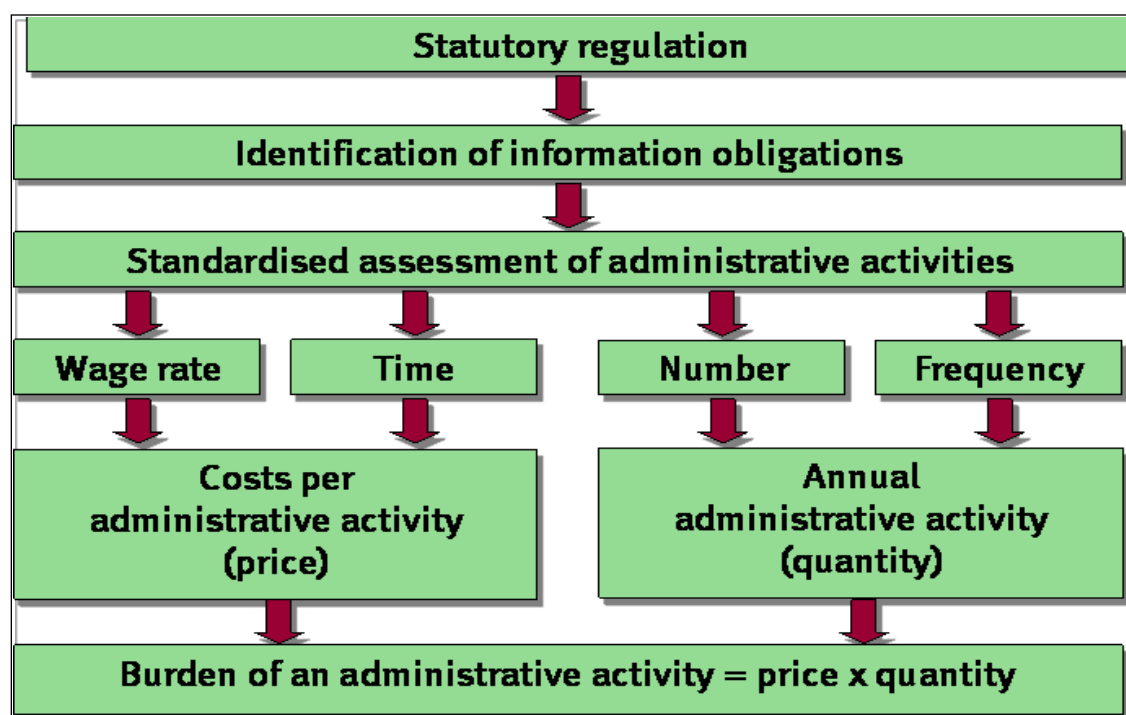 Statutory regulation
Identification of information obligations
Standardised assessment of administrative activities
Wage rate
Time
Number
Frequency
Costs per
administrative activity
(price)
Annual
administrative activity
(quantity)
Burden of an administrative activity = price x quantity